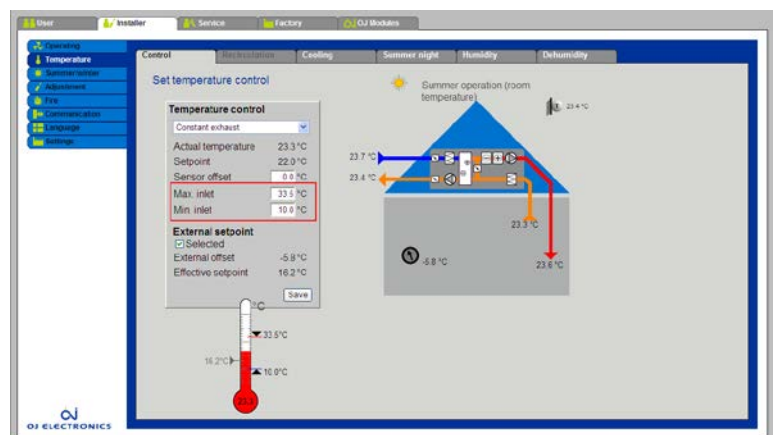 User
Installer
Service
Factory
OJ Modules
Operating
Temperature
Summer/winter
Adjustment
Fire
Communication
Language
Settings
Control
Recirculation
Cooling
Summer night
Humidity
Dehumidity
Set temperature control
Temperature control
Constant exhaust
Actual temperature 23.3 °C
Setpoint 22.0 °C
Sensor offset 0.0 °C
Max. inlet 33.5 °C
Min. inlet 10.0 °C
External setpoint
Selected
External offset -5.8 °C
Effective setpoint 16.2 °C
Save
Summer operation (room
temperature)
23.4 °C
23.7 °C
23.4 °C
23.3 °C
23.6 °C
-5.8 °C
°C
33.5°C
16.2°C
10.0°C
23.3
OJ ELECTRONICS